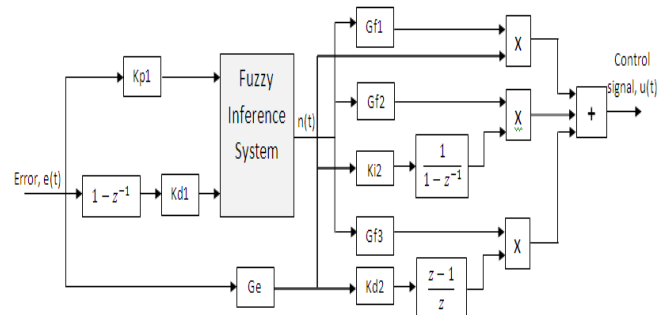 Gf1
X
Control
signal, u(t)
Kp1
Fuzzy
Inference
System
n(t)
Gf2
X
+
Error, e(t)
1 − z⁻¹
Kd1
Ki2
1
1 − z⁻¹
Gf3
X
Ge
Kd2
z − 1
z